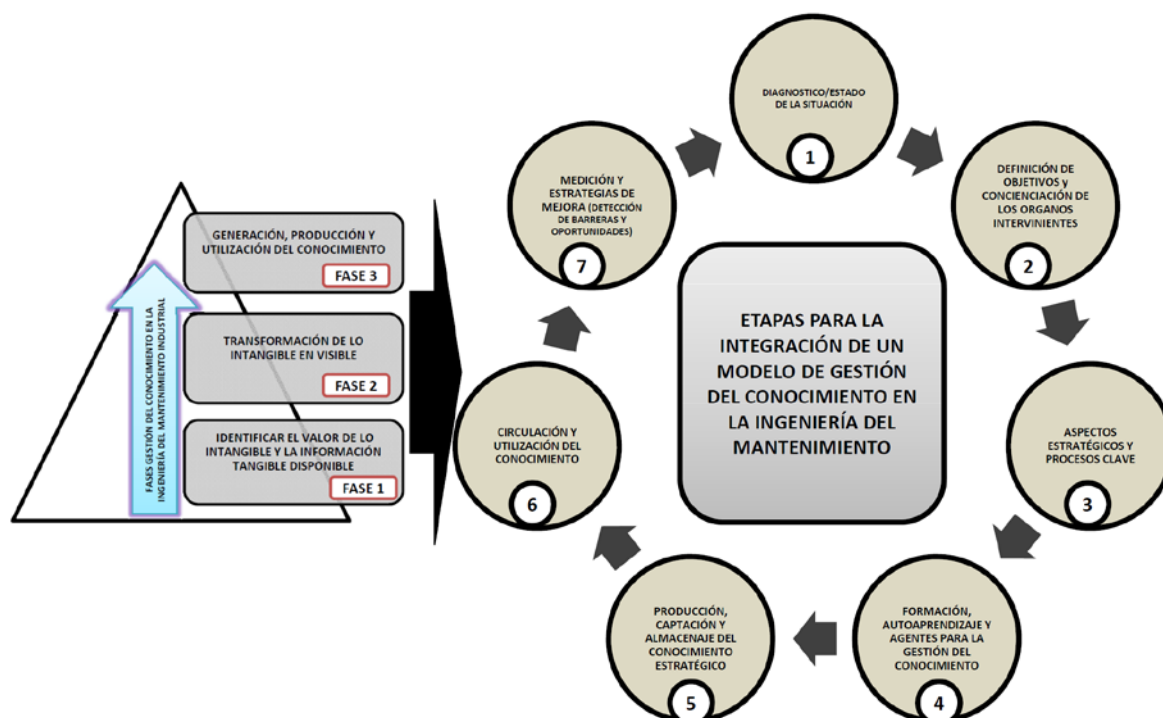 GENERACIÓN, PRODUCCIÓN Y
UTILIZACIÓN DEL CONOCIMIENTO
FASE 3
TRANSFORMACIÓN DE LO
INTANGIBLE EN VISIBLE
FASE 2
IDENTIFICAR EL VALOR DE LO
INTANGIBLE Y LA INFORMACIÓN
TANGIBLE DISPONIBLE
FASE 1
FASES GESTIÓN DEL CONOCIMIENTO EN LA
INGENIERÍA DEL MANTENIMIENTO INDUSTRIAL
ETAPAS PARA LA
INTEGRACIÓN DE UN
MODELO DE GESTIÓN
DEL CONOCIMIENTO EN
LA INGENIERÍA DEL
MANTENIMIENTO
DIAGNOSTICO/ESTADO
DE LA SITUACIÓN
1
DEFINICIÓN DE
OBJETIVOS y
CONCIENCIACIÓN DE
LOS ORGANOS
INTERVINIENTES
2
ASPECTOS
ESTRATÉGICOS Y
PROCESOS CLAVE
3
FORMACIÓN,
AUTOAPRENDIZAJE Y
AGENTES PARA LA
GESTIÓN DEL
CONOCIMIENTO
4
PRODUCCIÓN,
CAPTACIÓN Y
ALMACENAJE DEL
CONOCIMIENTO
ESTRATÉGICO
5
CIRCULACIÓN Y
UTILIZACIÓN DEL
CONOCIMIENTO
6
MEDICIÓN Y
ESTRATEGIAS DE
MEJORA (DETECCIÓN
DE BARRERAS Y
OPORTUNIDADES)
7